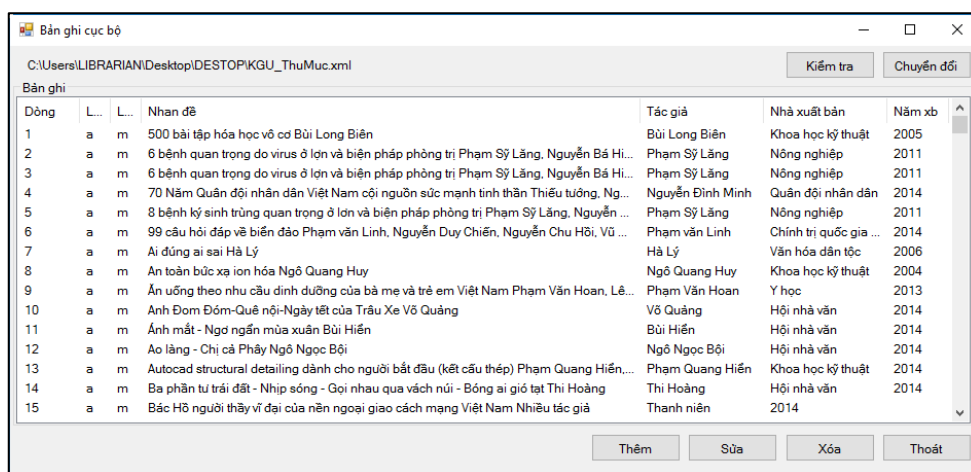 Bản ghi cục bộ
C:\Users\LIBRARIAN\Desktop\DESTOP\KGU_ThuMuc.xml Kiểm tra Chuyển đổi
Bản ghi
Dòng L... L... Nhan đề Tác giả Nhà xuất bản Năm xb
1 a m 500 bài tập hóa học vô cơ Bùi Long Biên Bùi Long Biên Khoa học kỹ thuật 2005
2 a m 6 bệnh quan trọng do virus ở lợn và biện pháp phòng trị Phạm Sỹ Lăng, Nguyễn Bá Hi... Phạm Sỹ Lăng Nông nghiệp 2011
3 a m 6 bệnh quan trọng do virus ở lợn và biện pháp phòng trị Phạm Sỹ Lăng, Nguyễn Bá Hi... Phạm Sỹ Lăng Nông nghiệp 2011
4 a m 70 Năm Quân đội nhân dân Việt Nam cội nguồn sức mạnh tinh thần Thiếu tướng, Ng... Nguyễn Đình Minh Quân đội nhân dân 2014
5 a m 8 bệnh ký sinh trùng quan trọng ở lơn và biện pháp phòng trị Phạm Sỹ Lăng, Nguyễn ... Phạm Sỹ Lăng Nông nghiệp 2011
6 a m 99 câu hỏi đáp về biển đảo Phạm văn Linh, Nguyễn Duy Chiến, Nguyễn Chu Hồi, Vũ ... Phạm văn Linh Chính trị quốc gia ... 2014
7 a m Ai đúng ai sai Hà Lý Hà Lý Văn hóa dân tộc 2006
8 a m An toàn bức xạ ion hóa Ngô Quang Huy Ngô Quang Huy Khoa học kỹ thuật 2004
9 a m Ăn uống theo nhu cầu dinh dưỡng của bà mẹ và trẻ em Việt Nam Phạm Văn Hoan, Lê... Phạm Văn Hoan Y học 2013
10 a m Anh Đom Đóm-Quê nội-Ngày tết của Trâu Xe Võ Quảng Võ Quảng Hội nhà văn 2014
11 a m Ánh mắt - Ngơ ngẩn mùa xuân Bùi Hiển Bùi Hiển Hội nhà văn 2014
12 a m Ao làng - Chị cả Phây Ngô Ngọc Bội Ngô Ngọc Bội Hội nhà văn 2014
13 a m Autocad structural detailing dành cho người bắt đầu (kết cấu thép) Phạm Quang Hiển,... Phạm Quang Hiển Khoa học kỹ thuật 2014
14 a m Ba phần tư trái đất - Nhịp sóng - Gọi nhau qua vách núi - Bóng ai gió tạt Thi Hoàng Thi Hoàng Hội nhà văn 2014
15 a m Bác Hồ người thầy vĩ đại của nền ngoại giao cách mạng Việt Nam Nhiều tác giả Thanh niên 2014
Thêm Sửa Xóa Thoát